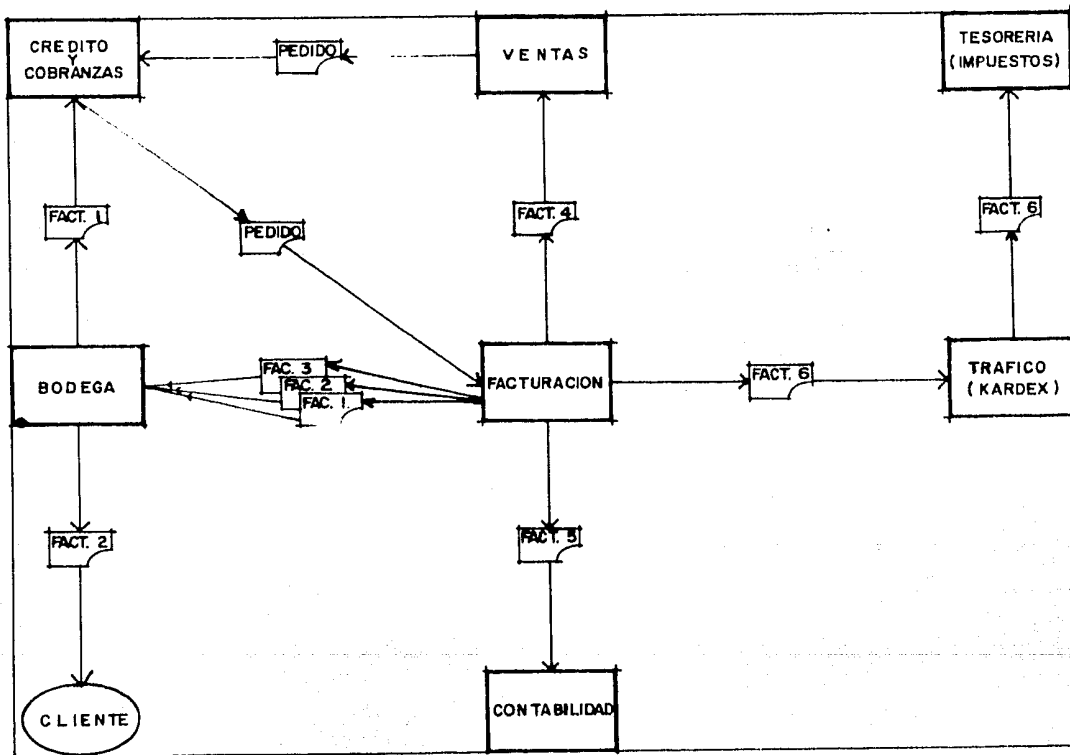 CREDITO
Y
COBRANZAS
PEDIDO
VENTAS
TESORERIA
(IMPUESTOS)
FACT. 1
PEDIDO
FACT. 4
FACT. 6
BODEGA
FAC. 3
FAC. 2
FAC. 1.
FACTURACION
FACT. 6
TRAFICO
(KARDEX)
FACT. 2
FACT. 5
CLIENTE
CONTABILIDAD